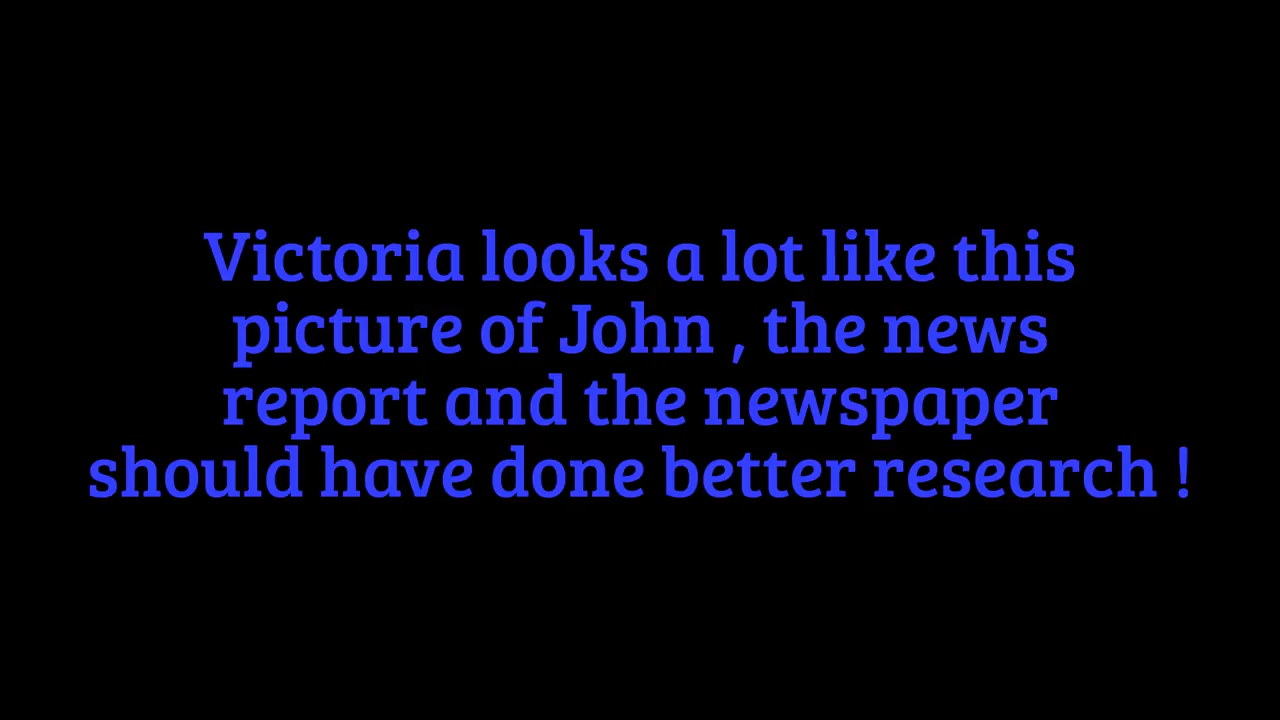 Victoria looks a lot like this
picture of John , the news
report and the newspaper
should have done better research !